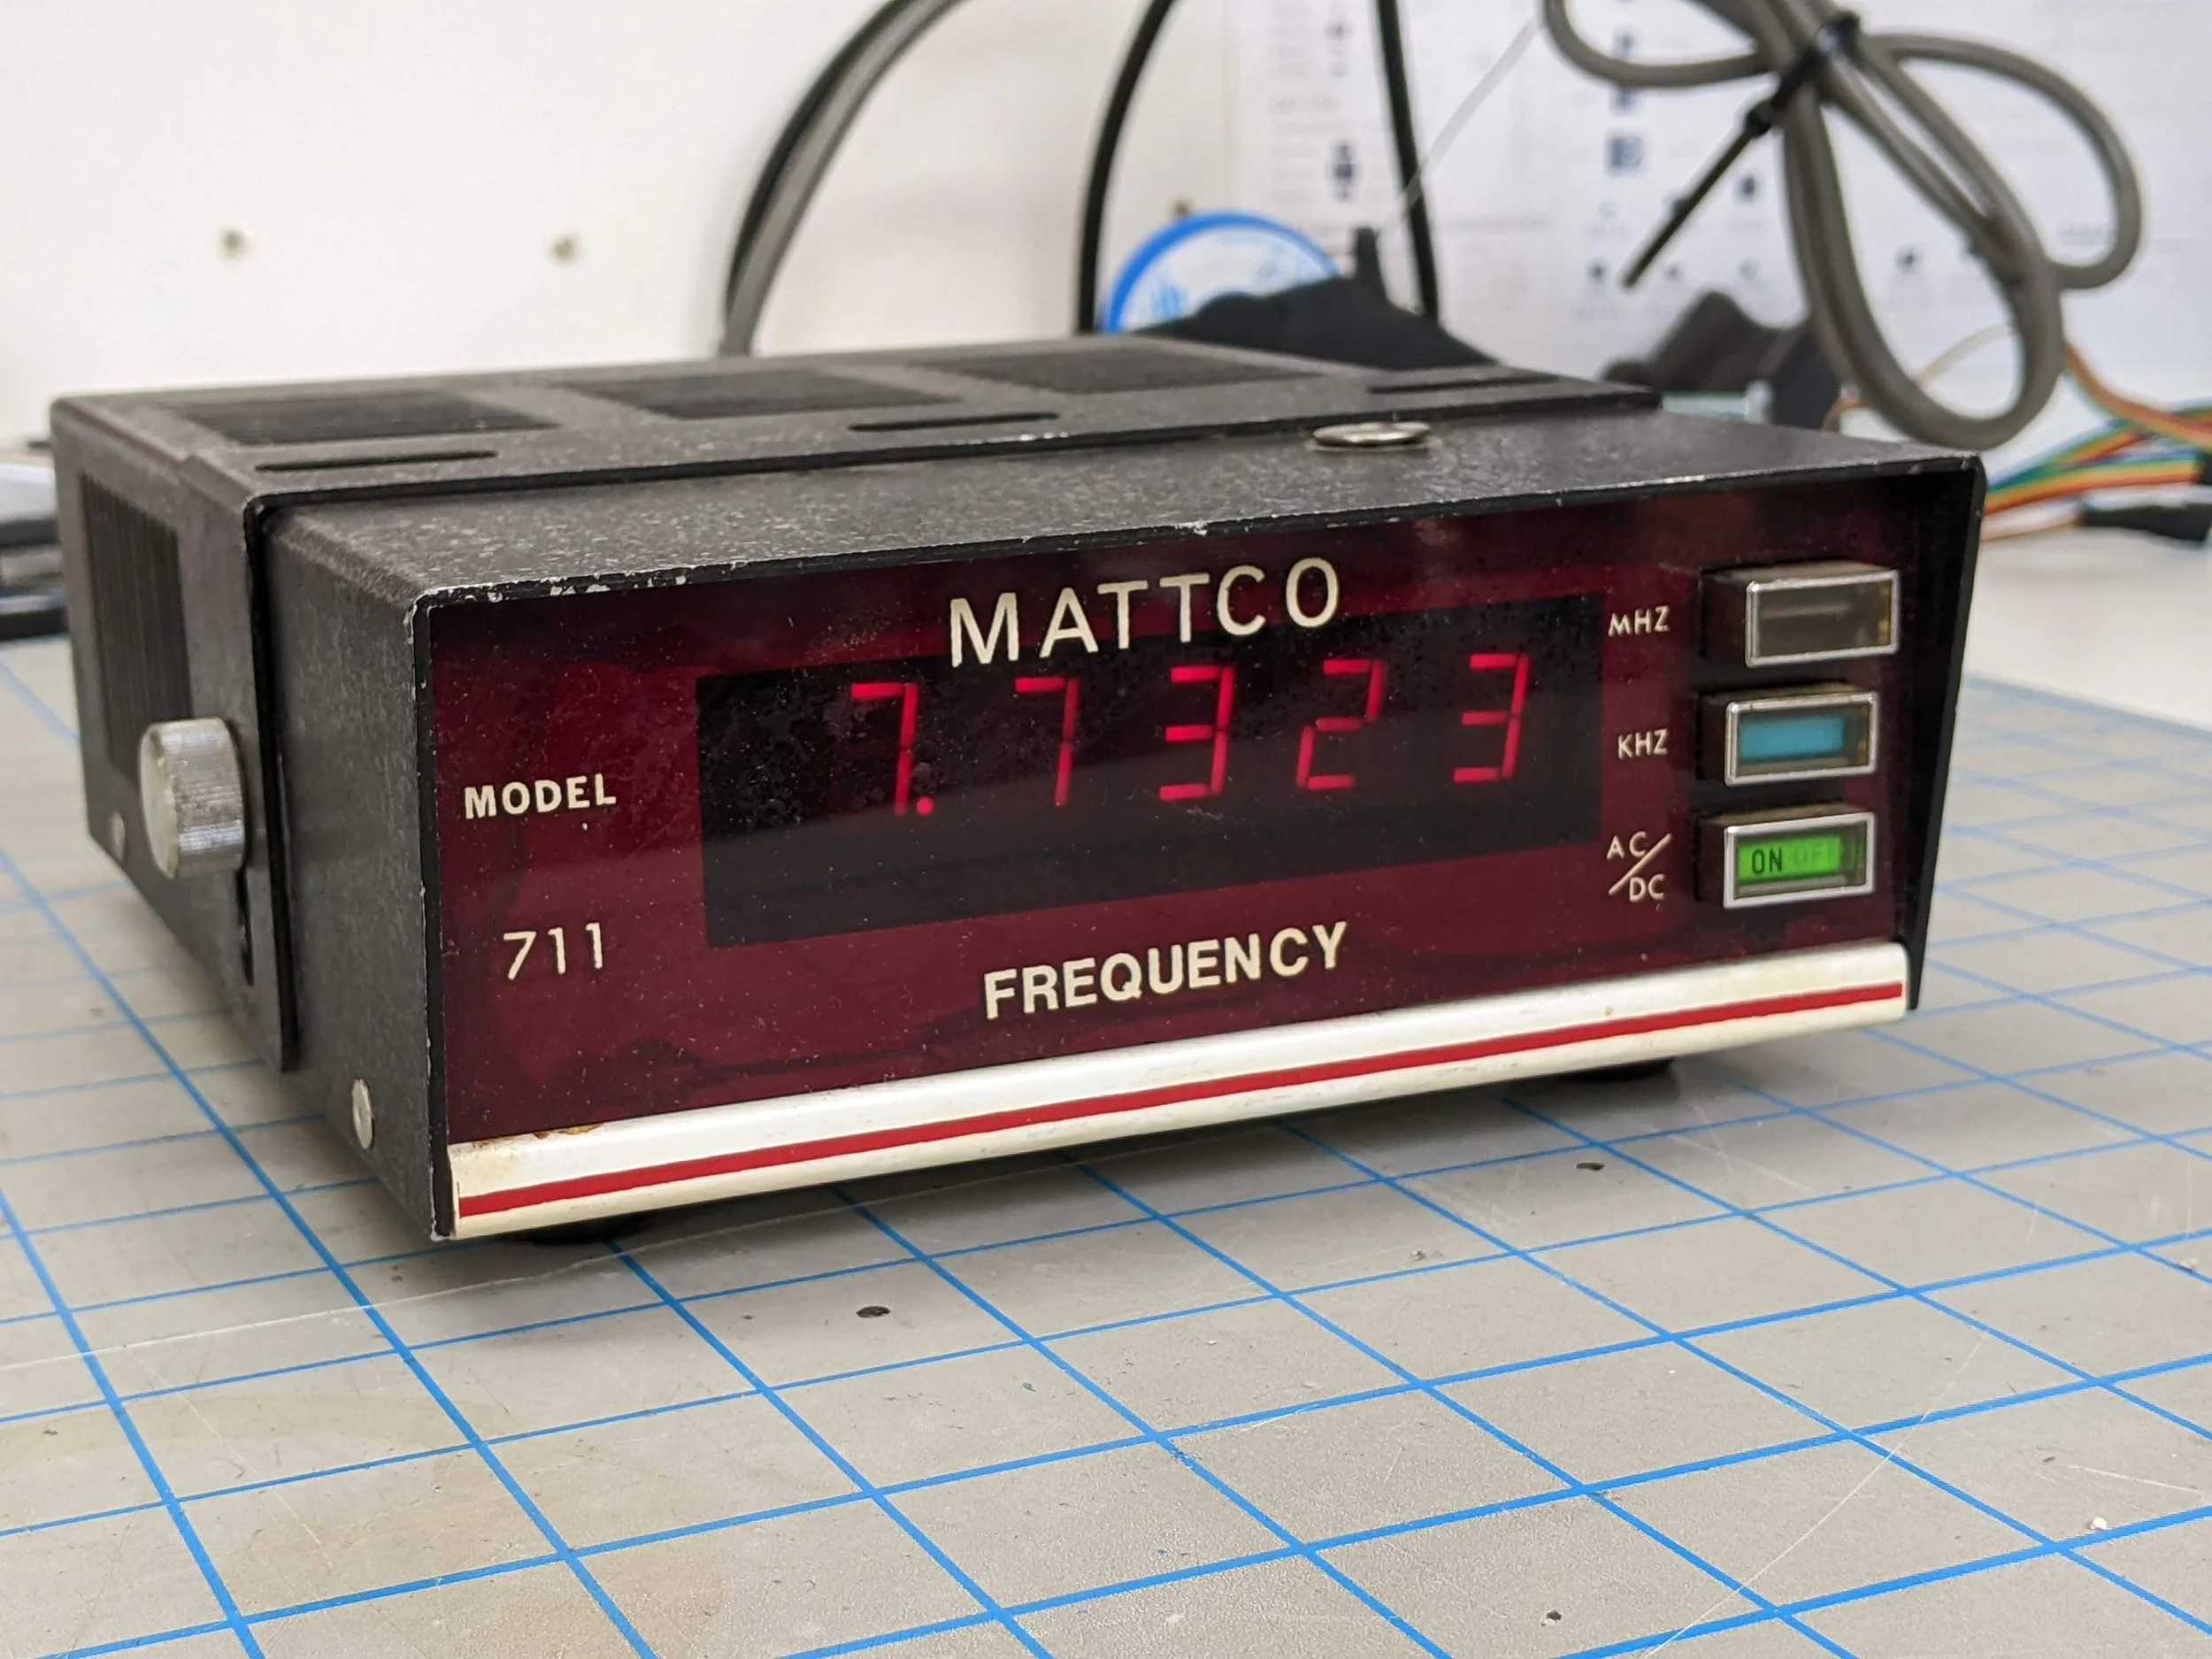 MATTCO
7.7323
MHZ
KHZ
MODEL
711
AC/DC
ON
FREQUENCY